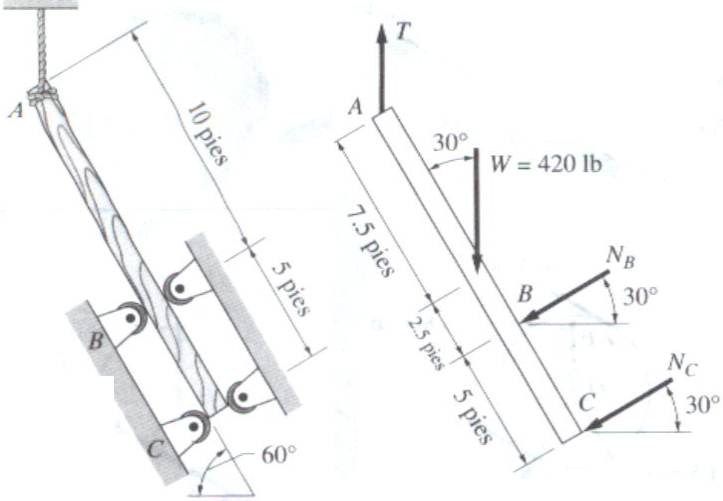 A
10 pies
5 pies
B
C
60°
T
A
30°
W = 420 lb
7.5 pies
2.5 pies
5 pies
B
N_B
30°
C
N_C
30°